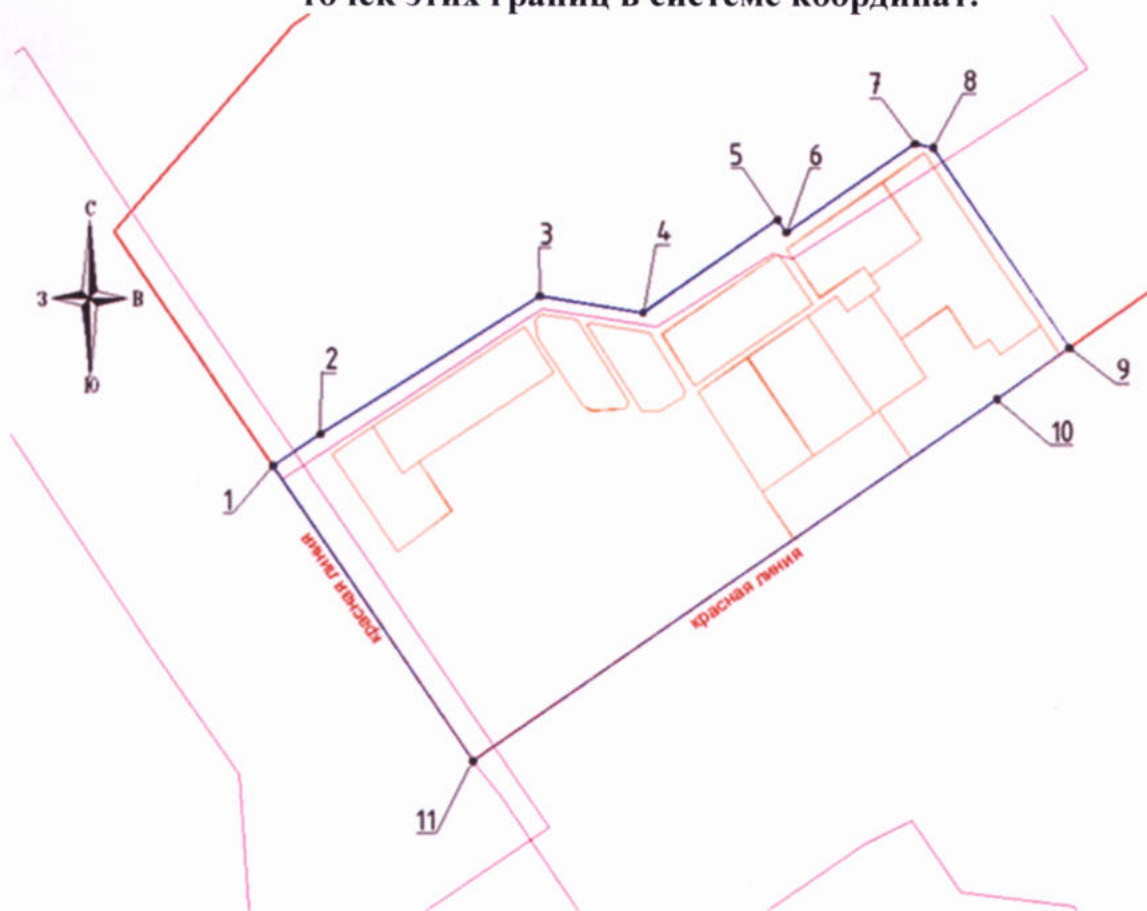 точек этих границ в системе координат:
7
8
5
6
С
3
4
З
В
2
Ю
9
10
1
красная линия
красная линия
11